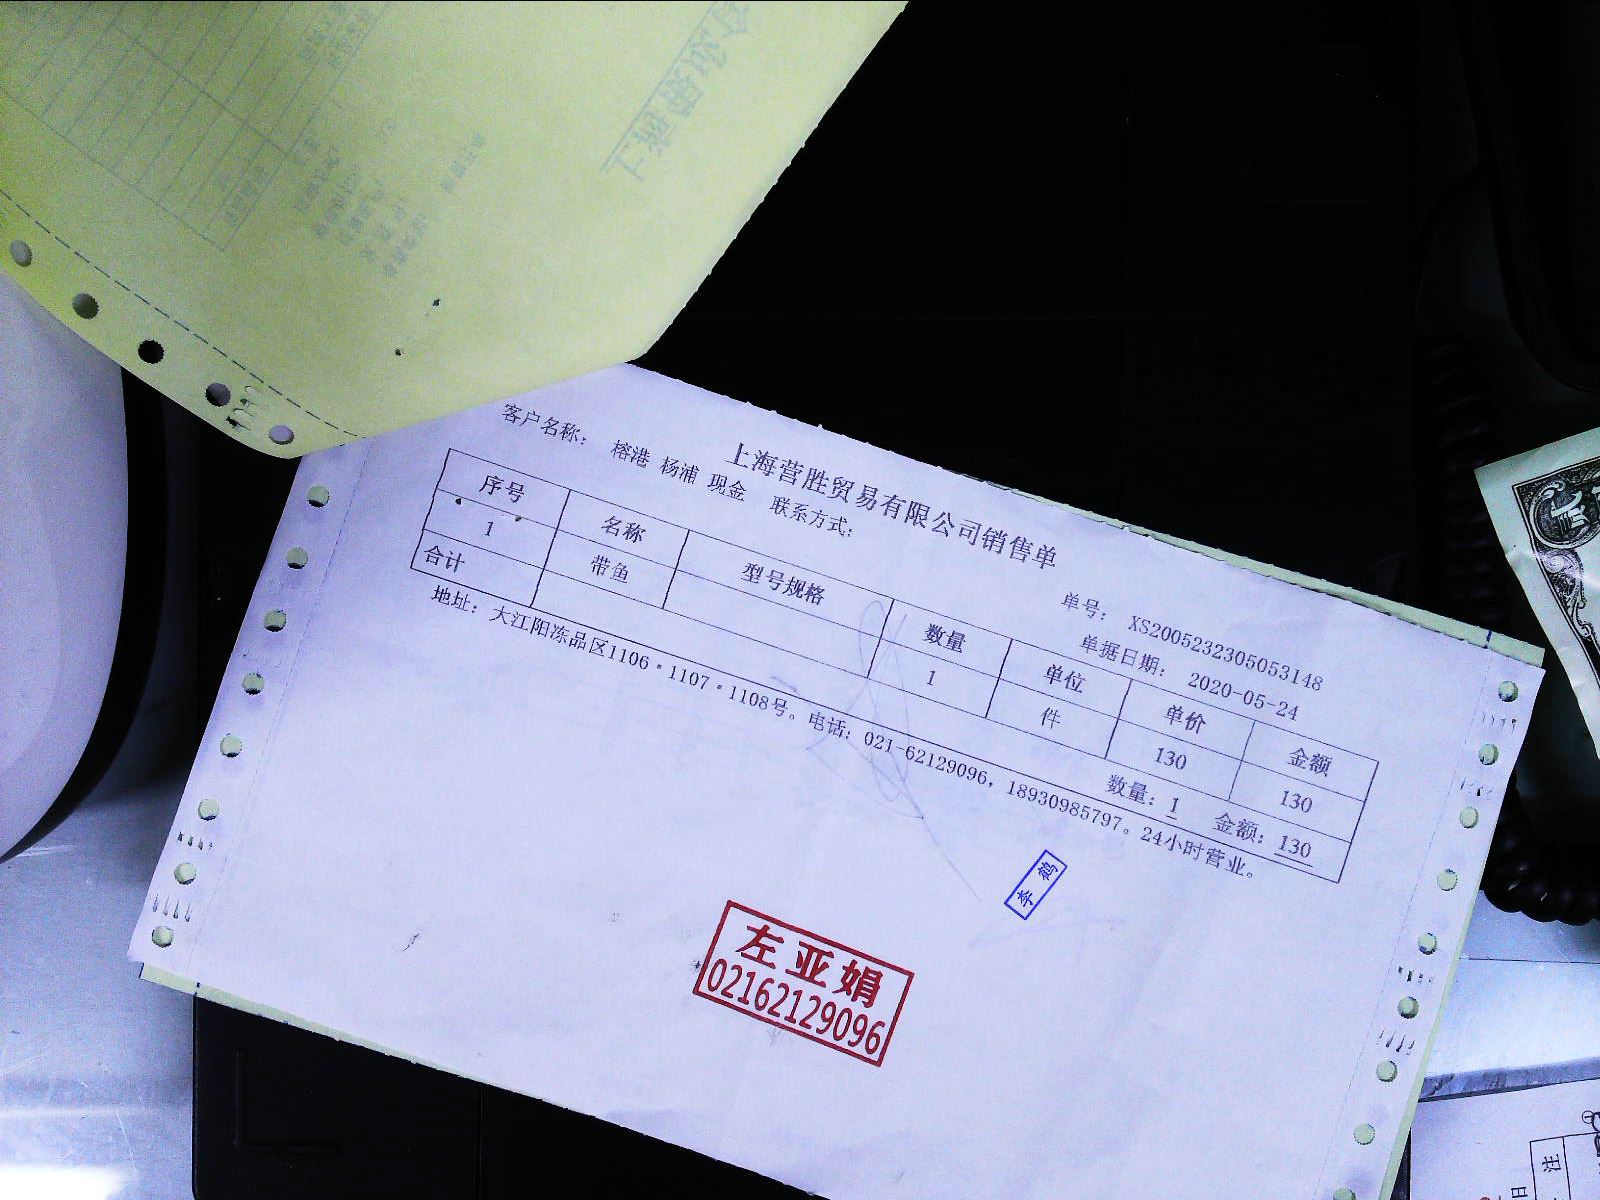 上海营胜贸易有限公司销售单
客户名称: 榕港 杨浦 现金 联系方式:
单号: XS2005232305053148
单据日期: 2020-05-24
序号 名称 型号规格 数量 单位 单价 金额
1 带鱼 1 件 130 130
合计 数量: 1 金额: 130
地址: 大江阳冻品区1106·1107·1108号。电话: 021-62129096, 18930985797。24小时营业。
李鹤
左亚娟
02162129096
注
日